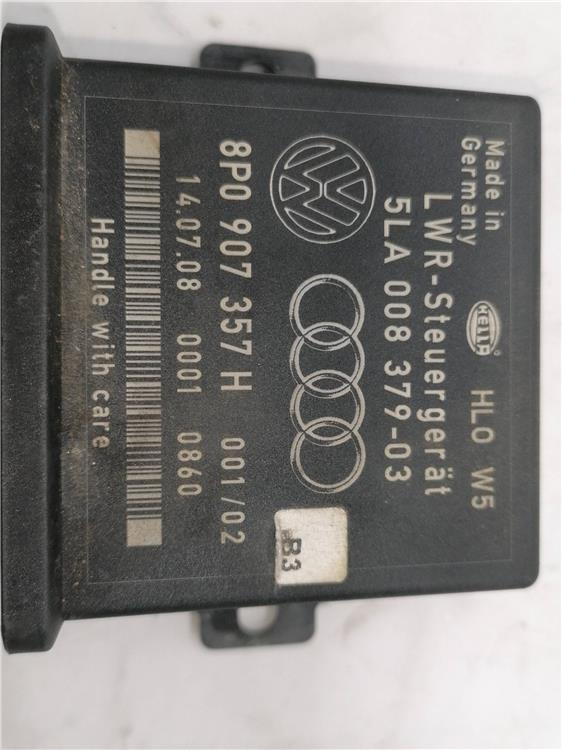 Made in
Germany
HELLA
HLO W5
LWR-Steuergerät
5LA 008 379-03
B3
8P0 907 357 H 001/02
14.07.08 0001 0860
Handle with care